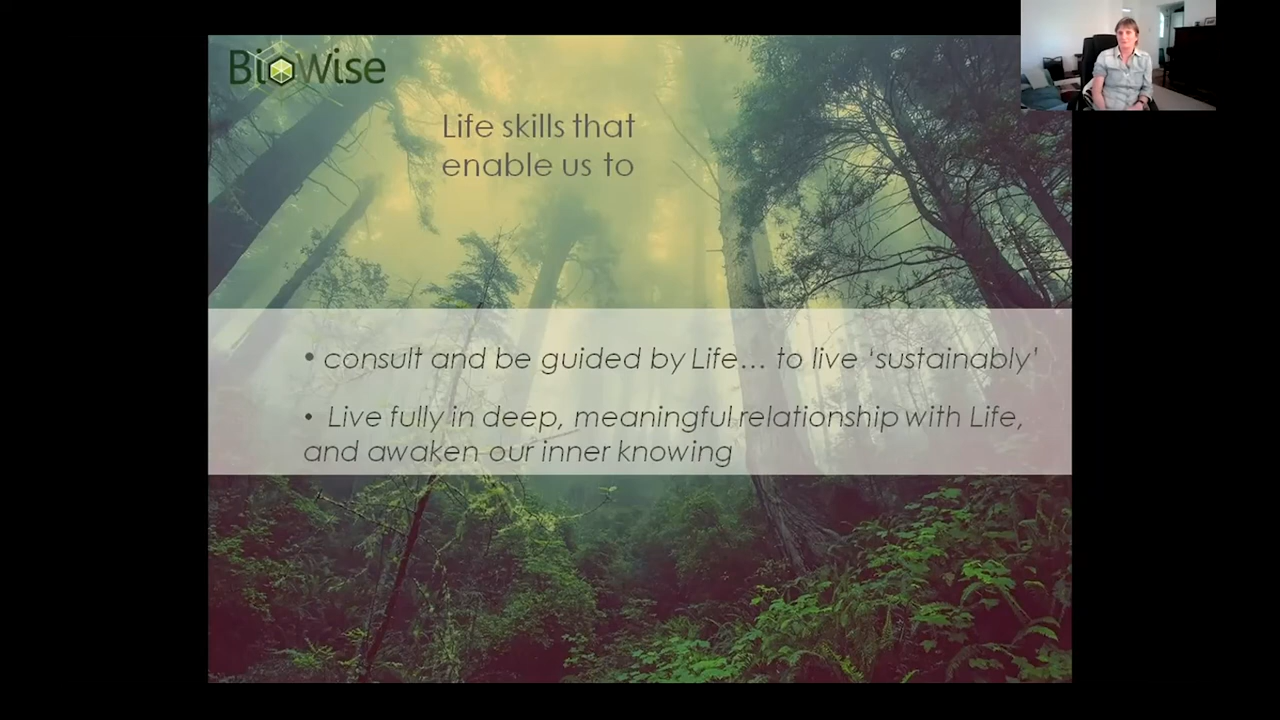 BioWise
Life skills that
enable us to
• consult and be guided by Life… to live ‘sustainably’
• Live fully in deep, meaningful relationship with Life,
and awaken our inner knowing